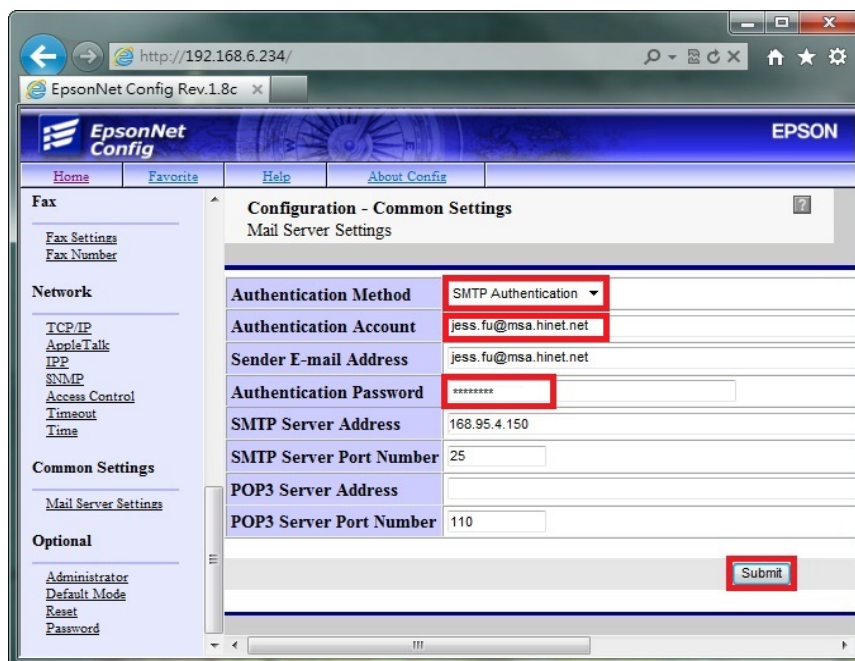 http://192.168.6.234/
EpsonNet Config Rev.1.8c
EpsonNet
Config
EPSON
Home Favorite Help About Config
Fax
Fax Settings
Fax Number
Network
TCP/IP
AppleTalk
IPP
SNMP
Access Control
Timeout
Time
Common Settings
Mail Server Settings
Optional
Administrator
Default Mode
Reset
Password
Configuration - Common Settings
?
Mail Server Settings
Authentication Method SMTP Authentication
Authentication Account jess.fu@msa.hinet.net
Sender E-mail Address jess.fu@msa.hinet.net
Authentication Password ********
SMTP Server Address 168.95.4.150
SMTP Server Port Number 25
POP3 Server Address
POP3 Server Port Number 110
Submit